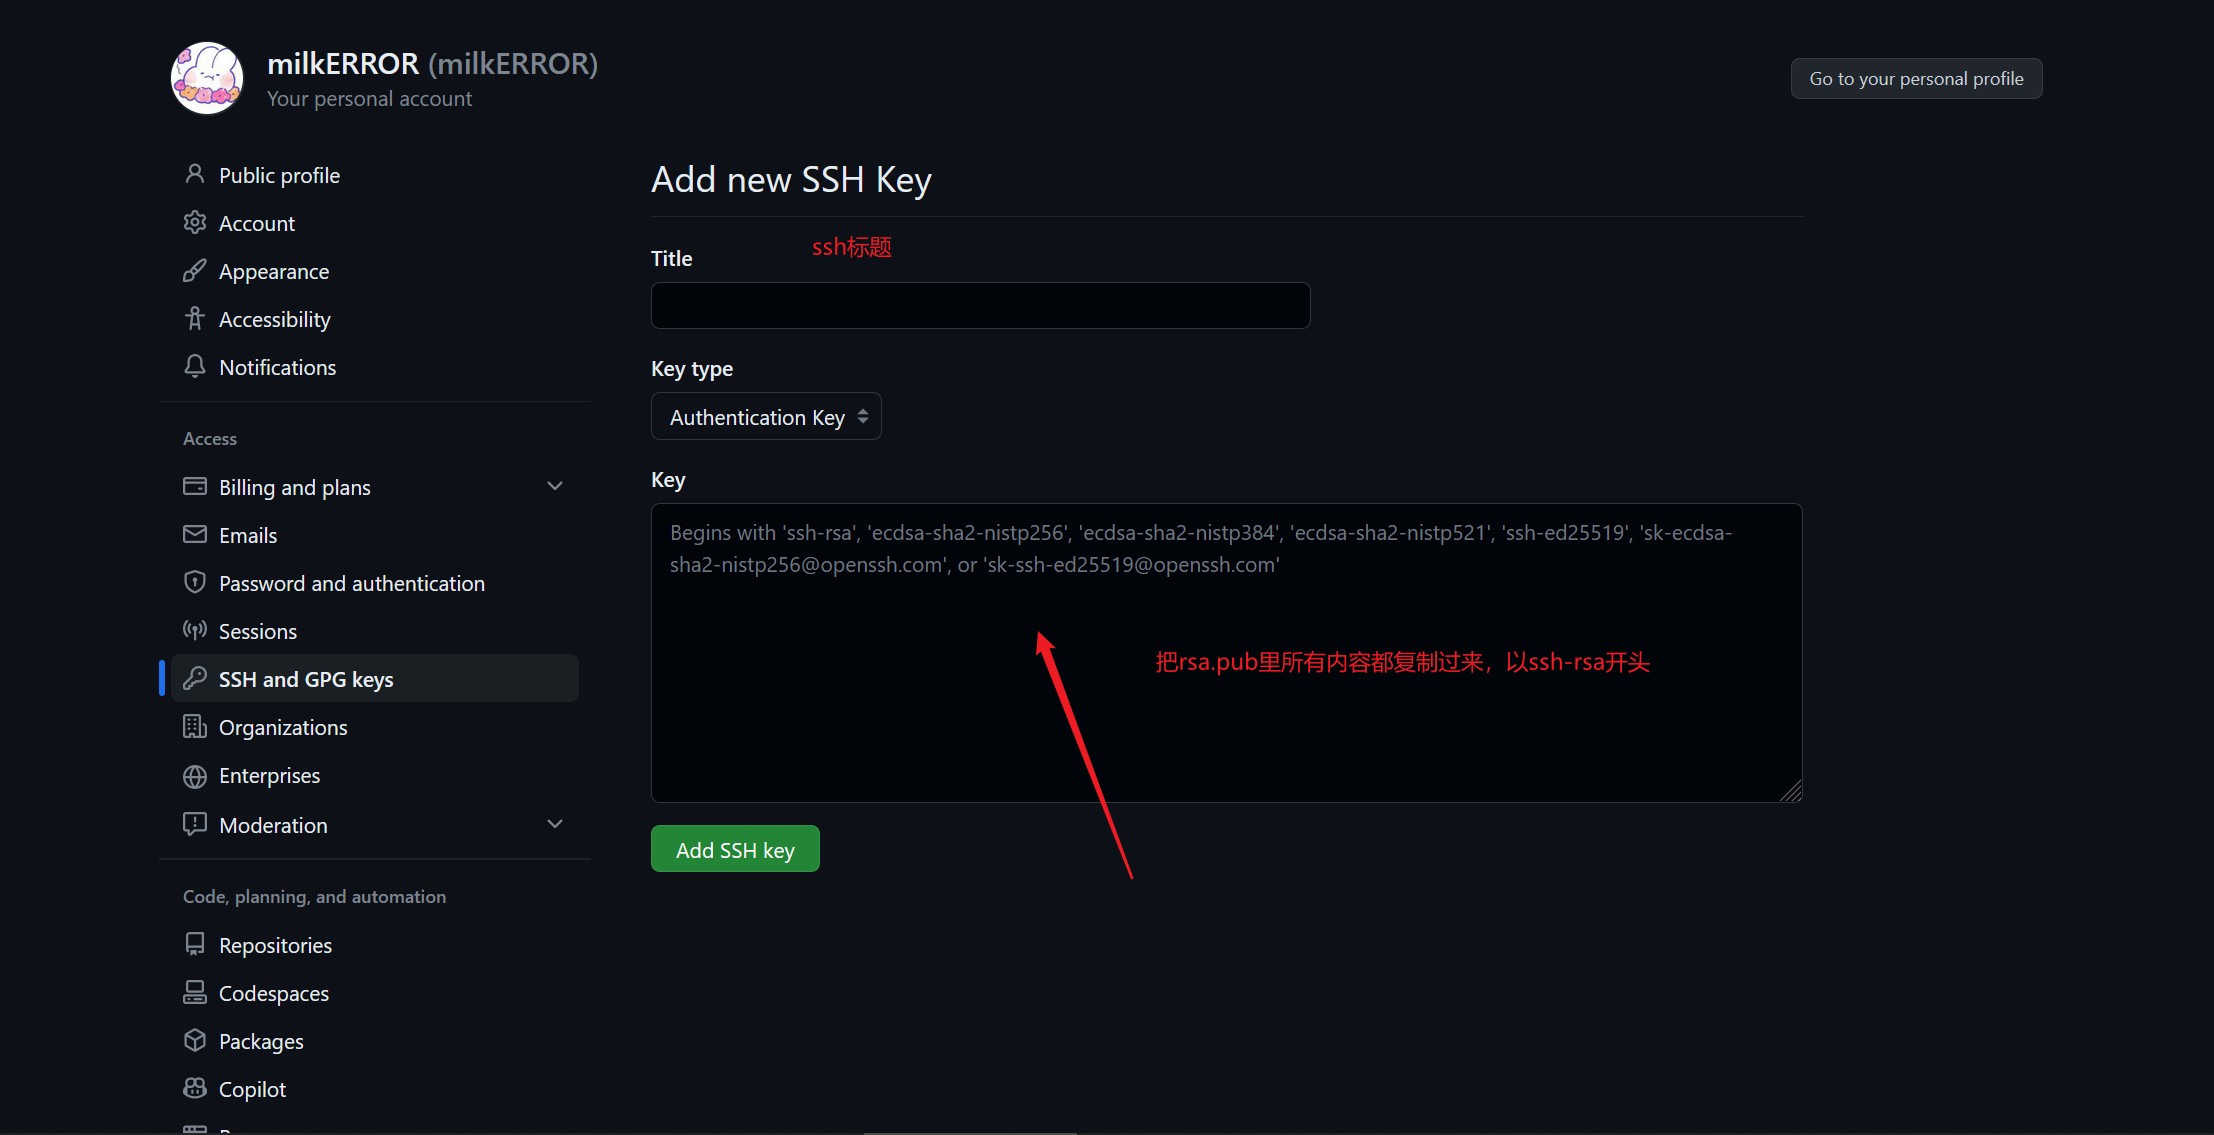 milkERROR (milkERROR)
Your personal account
Go to your personal profile
Public profile
Account
Appearance
Accessibility
Notifications
Access
Billing and plans
Emails
Password and authentication
Sessions
SSH and GPG keys
Organizations
Enterprises
Moderation
Code, planning, and automation
Repositories
Codespaces
Packages
Copilot
Add new SSH Key
ssh标题
Title
Key type
Authentication Key
Key
Begins with 'ssh-rsa', 'ecdsa-sha2-nistp256', 'ecdsa-sha2-nistp384', 'ecdsa-sha2-nistp521', 'ssh-ed25519', 'sk-ecdsa-
sha2-nistp256@openssh.com', or 'sk-ssh-ed25519@openssh.com'
把rsa.pub里所有内容都复制过来，以ssh-rsa开头
Add SSH key